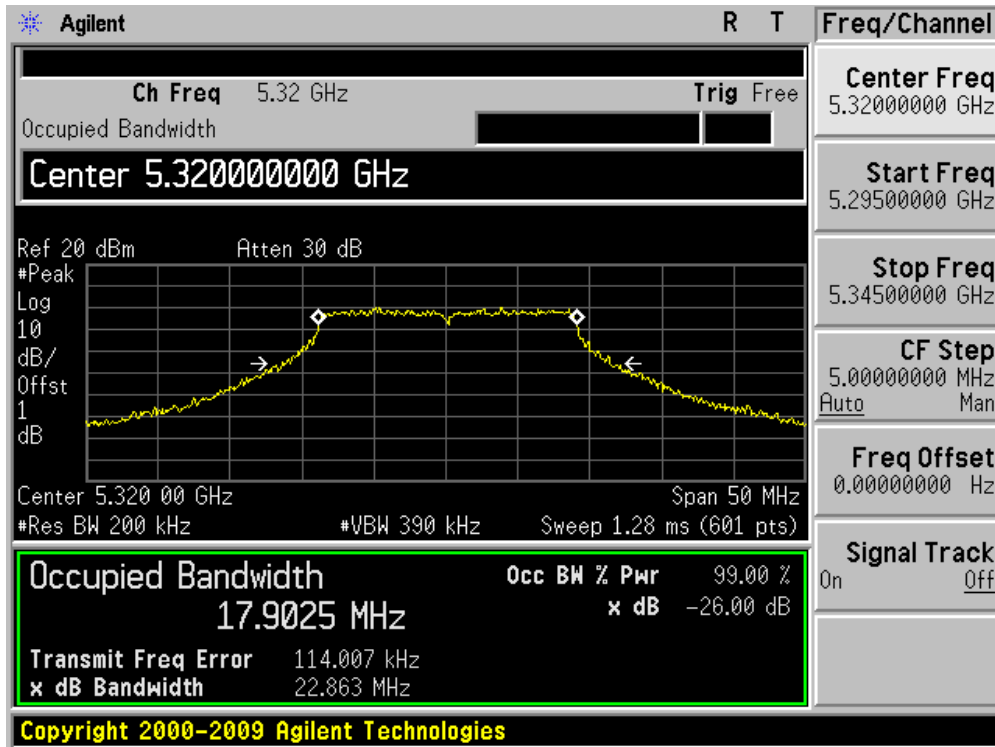 Agilent R T
Ch Freq 5.32 GHz Trig Free
Occupied Bandwidth
Center 5.320000000 GHz
Ref 20 dBm Atten 30 dB
#Peak
Log
10
dB/
Offst
1
dB
Center 5.320 00 GHz Span 50 MHz
#Res BW 200 kHz #VBW 390 kHz Sweep 1.28 ms (601 pts)
Occupied Bandwidth Occ BW % Pwr 99.00 %
17.9025 MHz x dB -26.00 dB
Transmit Freq Error 114.007 kHz
x dB Bandwidth 22.863 MHz
Copyright 2000-2009 Agilent Technologies
Freq/Channel
Center Freq
5.32000000 GHz
Start Freq
5.29500000 GHz
Stop Freq
5.34500000 GHz
CF Step
5.00000000 MHz
Auto Man
Freq Offset
0.00000000 Hz
Signal Track
On Off